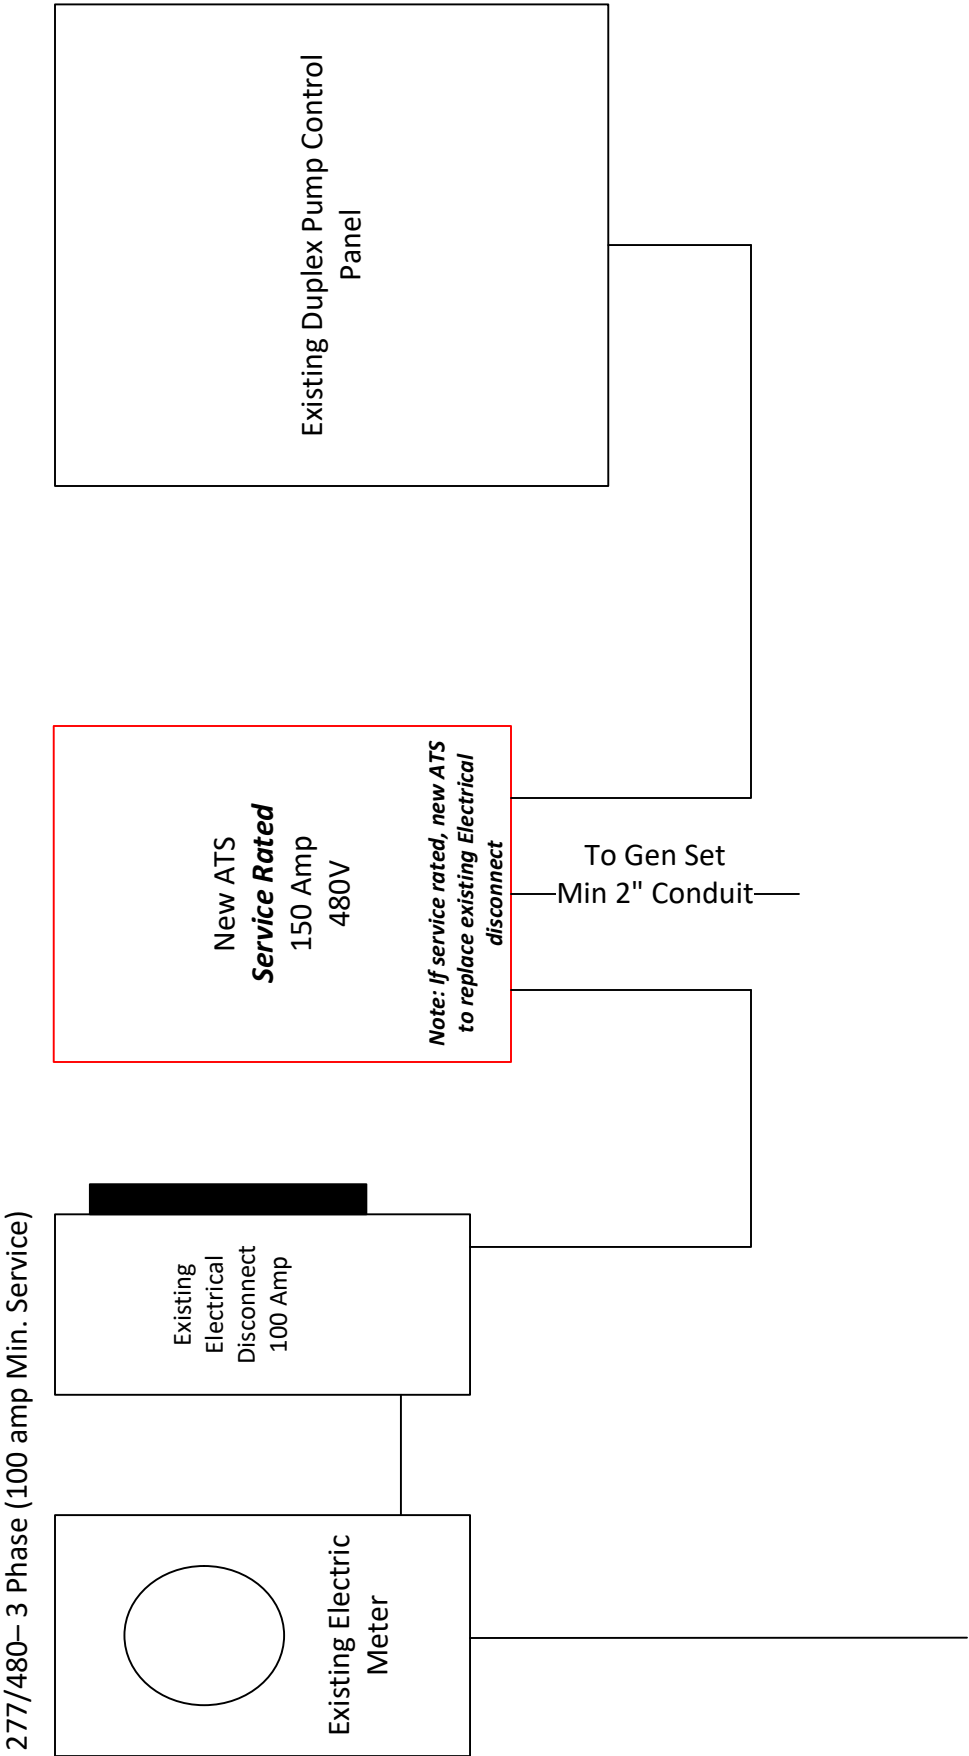 277/480– 3 Phase (100 amp Min. Service)
Existing Electric
Meter
Existing
Electrical
Disconnect
100 Amp
New ATS
Service Rated
150 Amp
480V
Note: If service rated, new ATS
to replace existing Electrical
disconnect
To Gen Set
Min 2" Conduit
Existing Duplex Pump Control
Panel